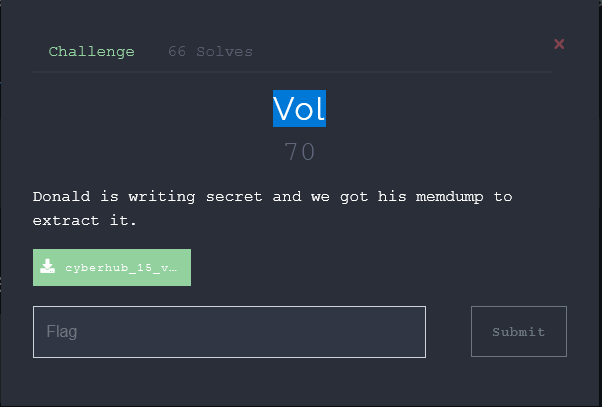 Challenge 66 Solves ×
Vol
70
Donald is writing secret and we got his memdump to
extract it.
cyberhub_15_v…
Flag Submit